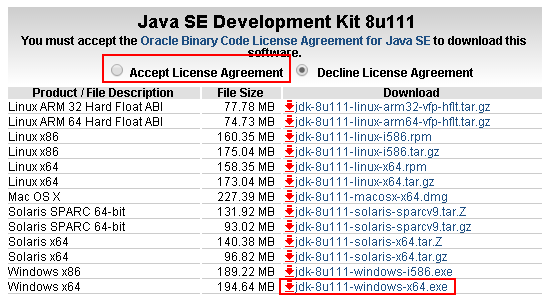 Java SE Development Kit 8u111
You must accept the Oracle Binary Code License Agreement for Java SE to download this
software.
Accept License Agreement Decline License Agreement
Product / File Description File Size Download
Linux ARM 32 Hard Float ABI 77.78 MB jdk-8u111-linux-arm32-vfp-hflt.tar.gz
Linux ARM 64 Hard Float ABI 74.73 MB jdk-8u111-linux-arm64-vfp-hflt.tar.gz
Linux x86 160.35 MB jdk-8u111-linux-i586.rpm
Linux x86 175.04 MB jdk-8u111-linux-i586.tar.gz
Linux x64 158.35 MB jdk-8u111-linux-x64.rpm
Linux x64 173.04 MB jdk-8u111-linux-x64.tar.gz
Mac OS X 227.39 MB jdk-8u111-macosx-x64.dmg
Solaris SPARC 64-bit 131.92 MB jdk-8u111-solaris-sparcv9.tar.Z
Solaris SPARC 64-bit 93.02 MB jdk-8u111-solaris-sparcv9.tar.gz
Solaris x64 140.38 MB jdk-8u111-solaris-x64.tar.Z
Solaris x64 96.82 MB jdk-8u111-solaris-x64.tar.gz
Windows x86 189.22 MB jdk-8u111-windows-i586.exe
Windows x64 194.64 MB jdk-8u111-windows-x64.exe